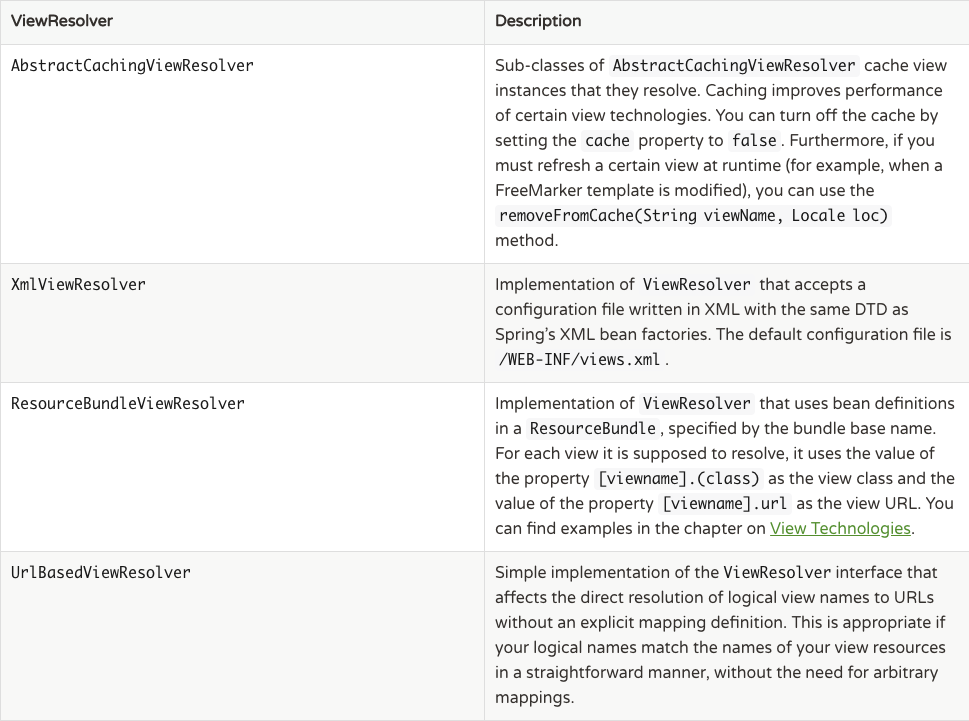 ViewResolver
Description
AbstractCachingViewResolver
Sub-classes of AbstractCachingViewResolver cache view
instances that they resolve. Caching improves performance
of certain view technologies. You can turn off the cache by
setting the cache property to false. Furthermore, if you
must refresh a certain view at runtime (for example, when a
FreeMarker template is modified), you can use the
removeFromCache(String viewName, Locale loc)
method.
XmlViewResolver
Implementation of ViewResolver that accepts a
configuration file written in XML with the same DTD as
Spring’s XML bean factories. The default configuration file is
/WEB-INF/views.xml.
ResourceBundleViewResolver
Implementation of ViewResolver that uses bean definitions
in a ResourceBundle, specified by the bundle base name.
For each view it is supposed to resolve, it uses the value of
the property [viewname].(class) as the view class and the
value of the property [viewname].url as the view URL. You
can find examples in the chapter on View Technologies.
UrlBasedViewResolver
Simple implementation of the ViewResolver interface that
affects the direct resolution of logical view names to URLs
without an explicit mapping definition. This is appropriate if
your logical names match the names of your view resources
in a straightforward manner, without the need for arbitrary
mappings.